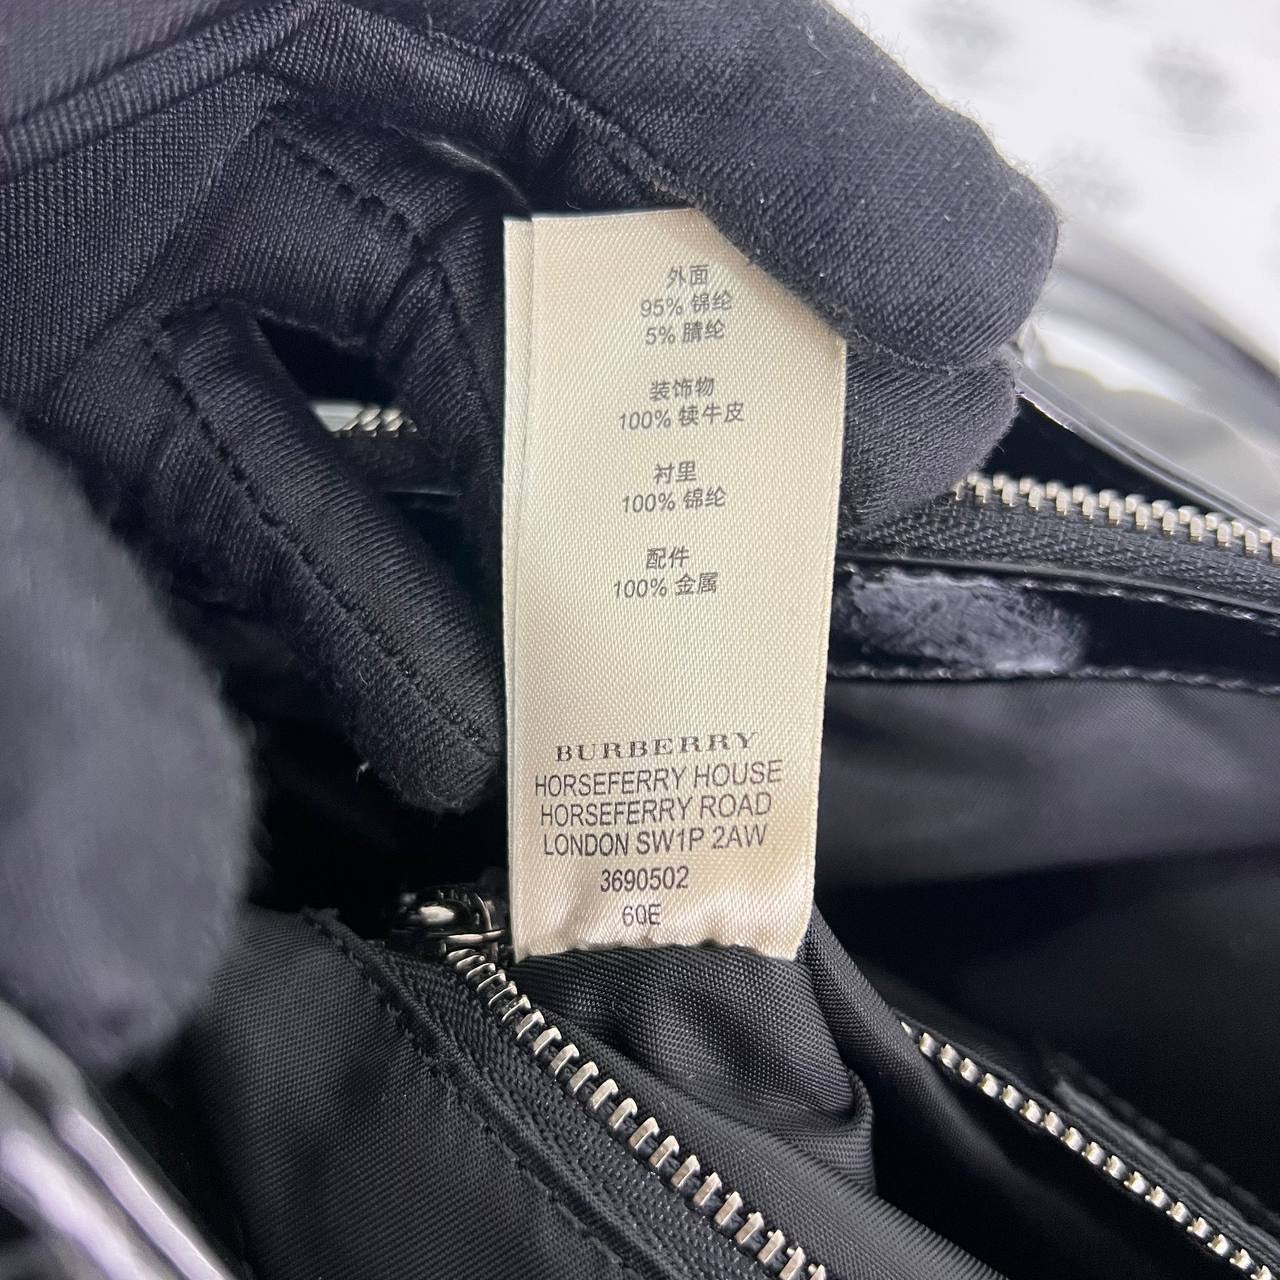 外面
95% 锦纶
5% 腈纶
装饰物
100% 犊牛皮
衬里
100% 锦纶
配件
100% 金属
BURBERRY
HORSEFERRY HOUSE
HORSEFERRY ROAD
LONDON SW1P 2AW
3690502
6QE